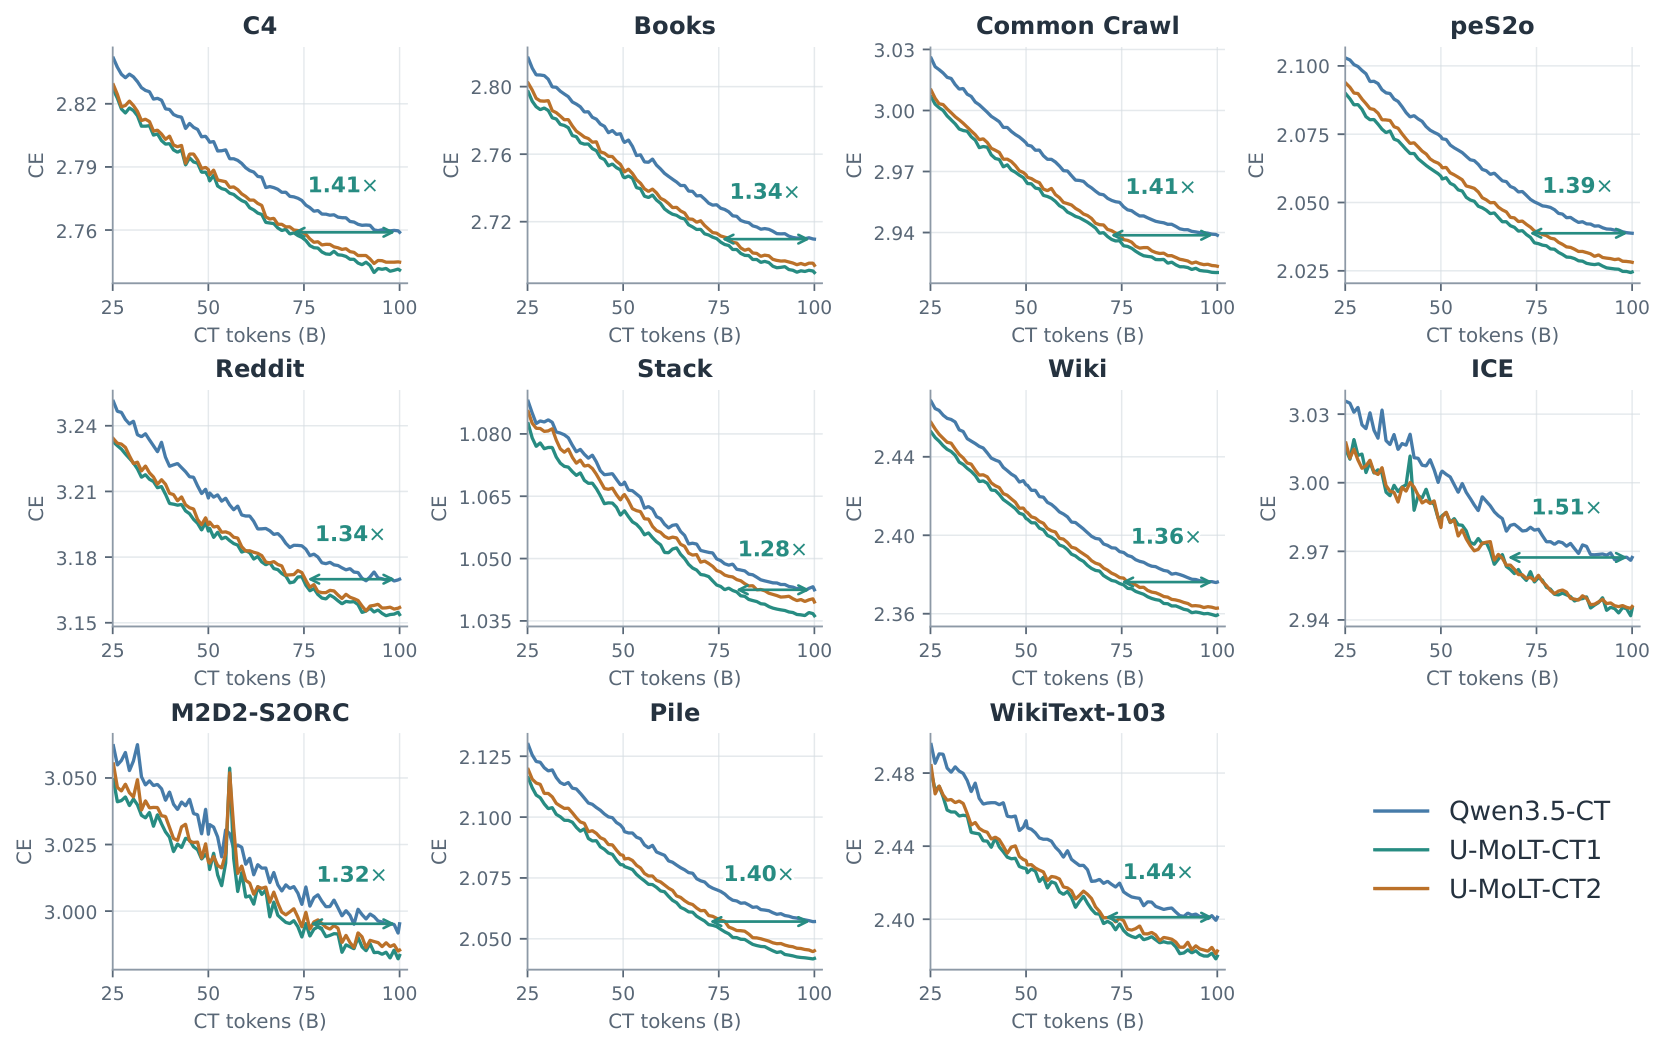 C4
CE
2.82
2.79
2.76
1.41×
25 50 75 100
CT tokens (B)
Books
CE
2.80
2.76
2.72
1.34×
25 50 75 100
CT tokens (B)
Common Crawl
CE
3.03
3.00
2.97
2.94
1.41×
25 50 75 100
CT tokens (B)
peS2o
CE
2.100
2.075
2.050
2.025
1.39×
25 50 75 100
CT tokens (B)
Reddit
CE
3.24
3.21
3.18
3.15
1.34×
25 50 75 100
CT tokens (B)
Stack
CE
1.080
1.065
1.050
1.035
1.28×
25 50 75 100
CT tokens (B)
Wiki
CE
2.44
2.40
2.36
1.36×
25 50 75 100
CT tokens (B)
ICE
CE
3.03
3.00
2.97
2.94
1.51×
25 50 75 100
CT tokens (B)
M2D2-S2ORC
CE
3.050
3.025
3.000
1.32×
25 50 75 100
CT tokens (B)
Pile
CE
2.125
2.100
2.075
2.050
1.40×
25 50 75 100
CT tokens (B)
WikiText-103
CE
2.48
2.44
2.40
1.44×
25 50 75 100
CT tokens (B)
Qwen3.5-CT
U-MoLT-CT1
U-MoLT-CT2